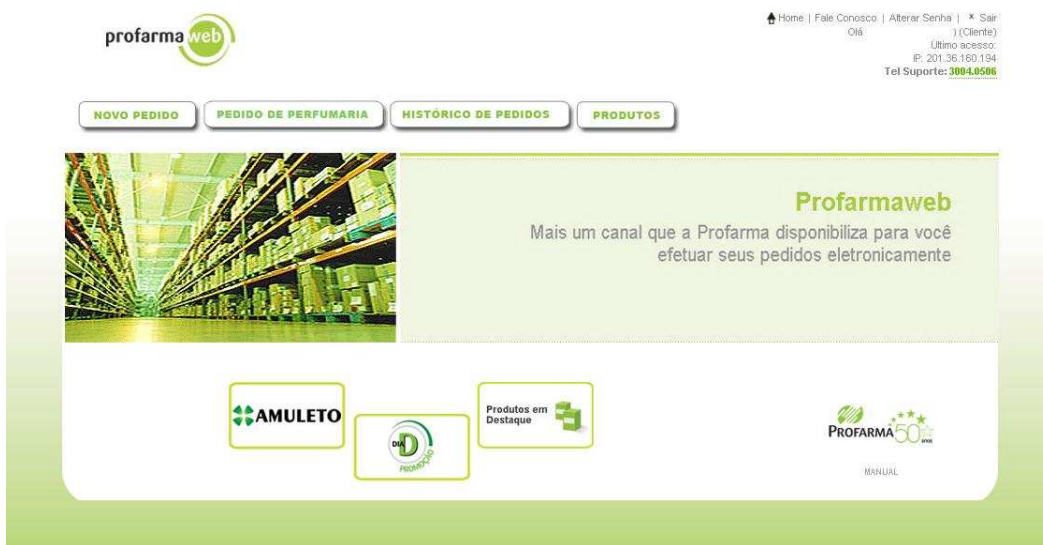 profarma web
Home | Fale Conosco | Alterar Senha | x Sair
Olá ) (Cliente)
Último acesso:
IP: 201.36.160.194
Tel Suporte: 3004.0506
NOVO PEDIDO
PEDIDO DE PERFUMARIA
HISTÓRICO DE PEDIDOS
PRODUTOS
Profarmaweb
Mais um canal que a Profarma disponibiliza para você
efetuar seus pedidos eletronicamente
AMULETO
DIA D
PROMOÇÃO
Produtos em
Destaque
PROFARMA 50 anos
MANUAL